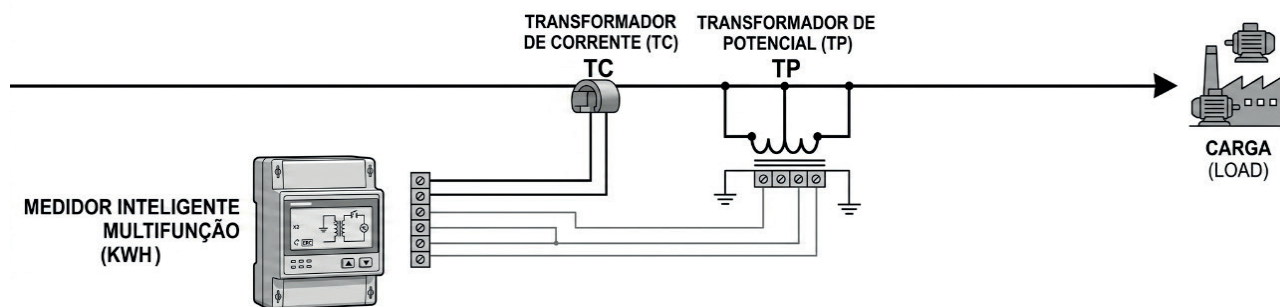 TRANSFORMADOR
DE CORRENTE (TC)
TC
TRANSFORMADOR DE
POTENCIAL (TP)
TP
CARGA
(LOAD)
MEDIDOR INTELIGENTE
MULTIFUNÇÃO
(KWH)